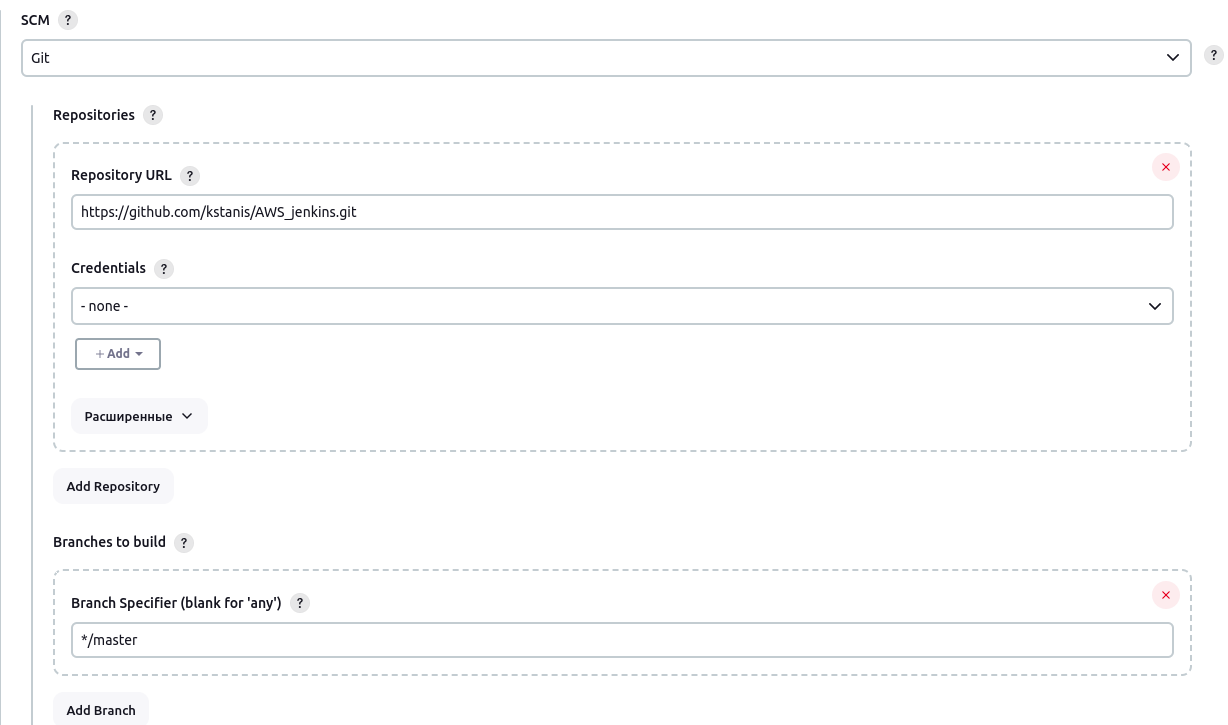 SCM ?
Git
?
Repositories ?
Repository URL ?
https://github.com/kstanis/AWS_jenkins.git
Credentials ?
- none -
+ Add
Расширенные
Add Repository
Branches to build ?
Branch Specifier (blank for 'any') ?
*/master
Add Branch